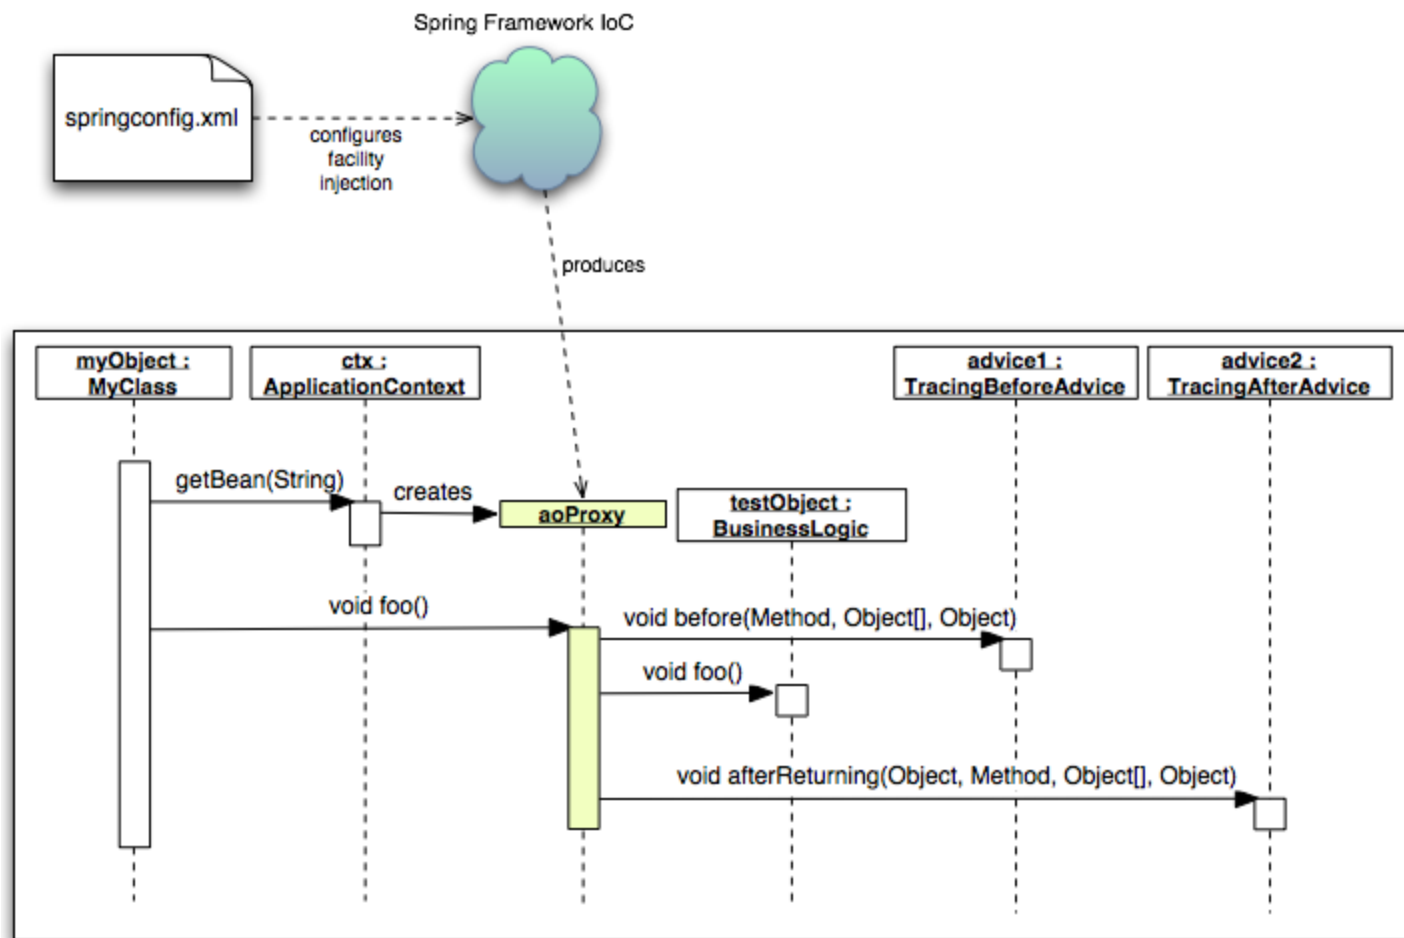 Spring Framework IoC
springconfig.xml
configures
facility
injection
produces
myObject :
MyClass
ctx :
ApplicationContext
advice1 :
TracingBeforeAdvice
advice2 :
TracingAfterAdvice
getBean(String)
creates
aoProxy
testObject :
BusinessLogic
void foo()
void before(Method, Object[], Object)
void foo()
void afterReturning(Object, Method, Object[], Object)